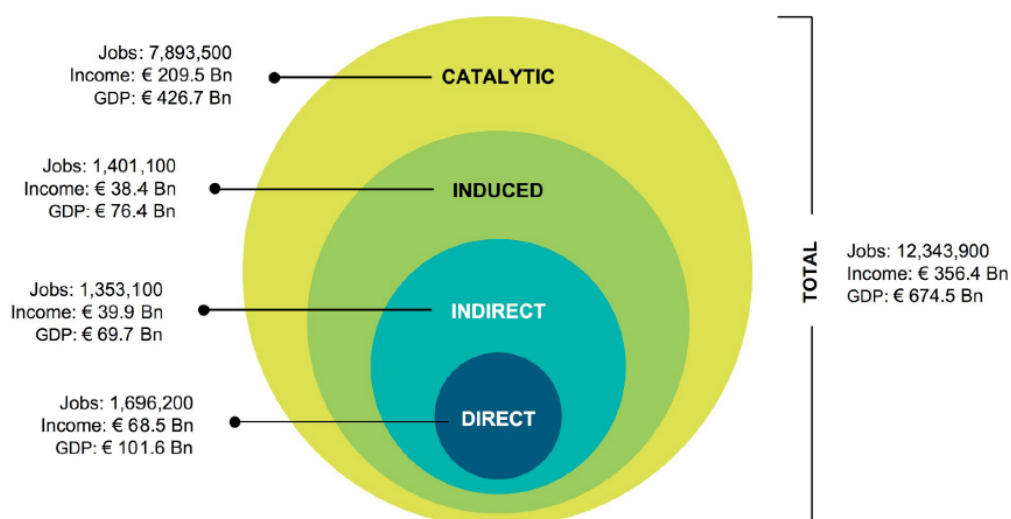 Jobs: 7,893,500
Income: € 209.5 Bn
GDP: € 426.7 Bn
CATALYTIC
Jobs: 1,401,100
Income: € 38.4 Bn
GDP: € 76.4 Bn
INDUCED
Jobs: 1,353,100
Income: € 39.9 Bn
GDP: € 69.7 Bn
INDIRECT
Jobs: 1,696,200
Income: € 68.5 Bn
GDP: € 101.6 Bn
DIRECT
TOTAL
Jobs: 12,343,900
Income: € 356.4 Bn
GDP: € 674.5 Bn